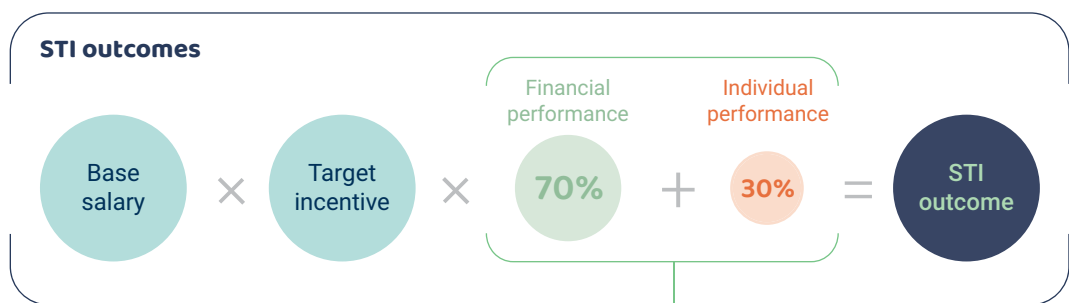 STI outcomes
Financial
performance
Individual
performance
Base
salary
×
Target
incentive
×
70%
+
30%
=
STI
outcome